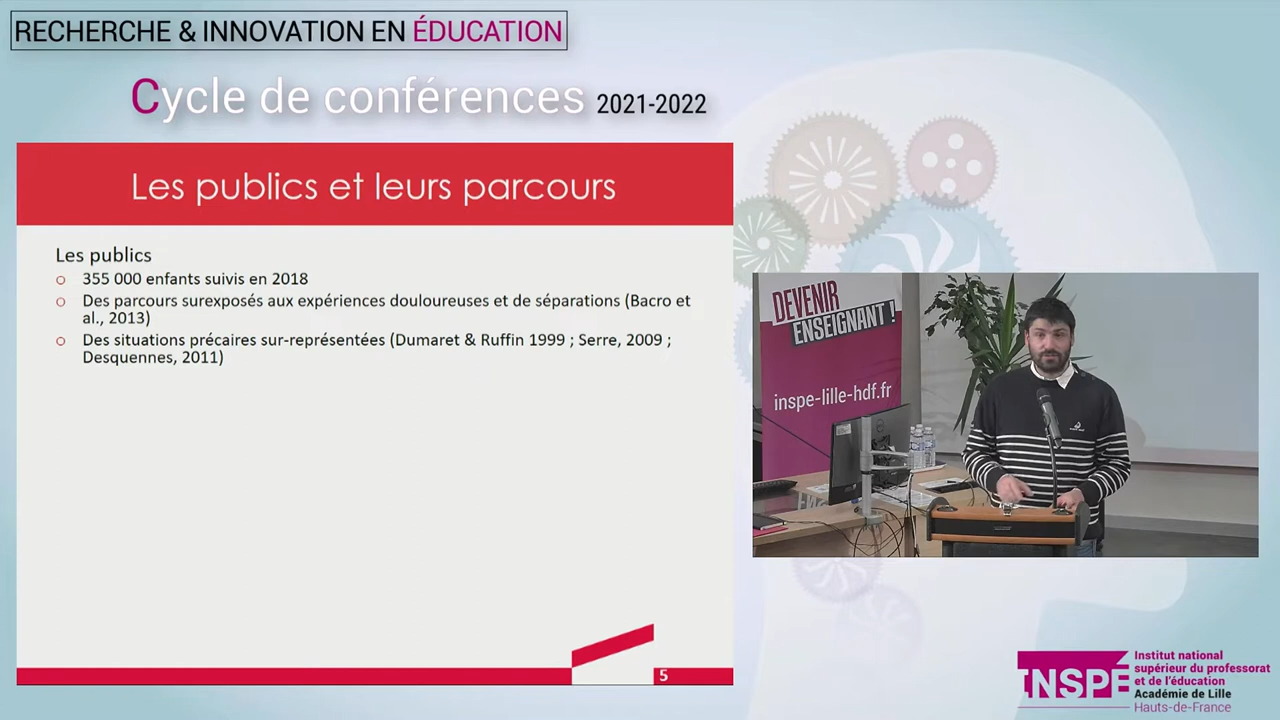 RECHERCHE & INNOVATION EN ÉDUCATION
Cycle de conférences 2021-2022
Les publics et leurs parcours
Les publics
o 355 000 enfants suivis en 2018
o Des parcours surexposés aux expériences douloureuses et de séparations (Bacro et
al., 2013)
o Des situations précaires sur-représentées (Dumaret & Ruffin 1999 ; Serre, 2009 ;
Desquennes, 2011)
5
DEVENIR
ENSEIGNANT !
inspe-lille-hdf.fr
INSPÉ
Institut national
supérieur du professorat
et de l'éducation
Académie de Lille
Hauts-de-France